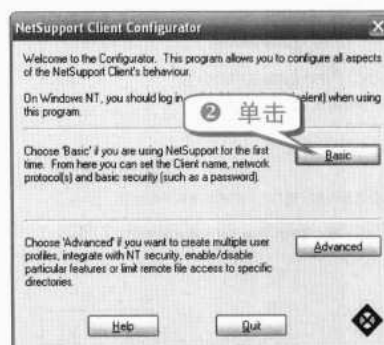 NetSupport Client Configurator
Welcome to the Configurator. This program allows you to configure all aspects
of the NetSupport Client's behaviour.
On Windows NT, you should log in alent) when using
this program.
❷ 单击
Choose 'Basic' if you are using NetSupport for the first
time. From here you can set the Client name, network
protocol(s) and basic security (such as a password).
Basic
Choose 'Advanced' if you want to create multiple user
profiles, integrate with NT security, enable/disable
particular features or limit remote file access to specific
directories.
Advanced
Help
Quit